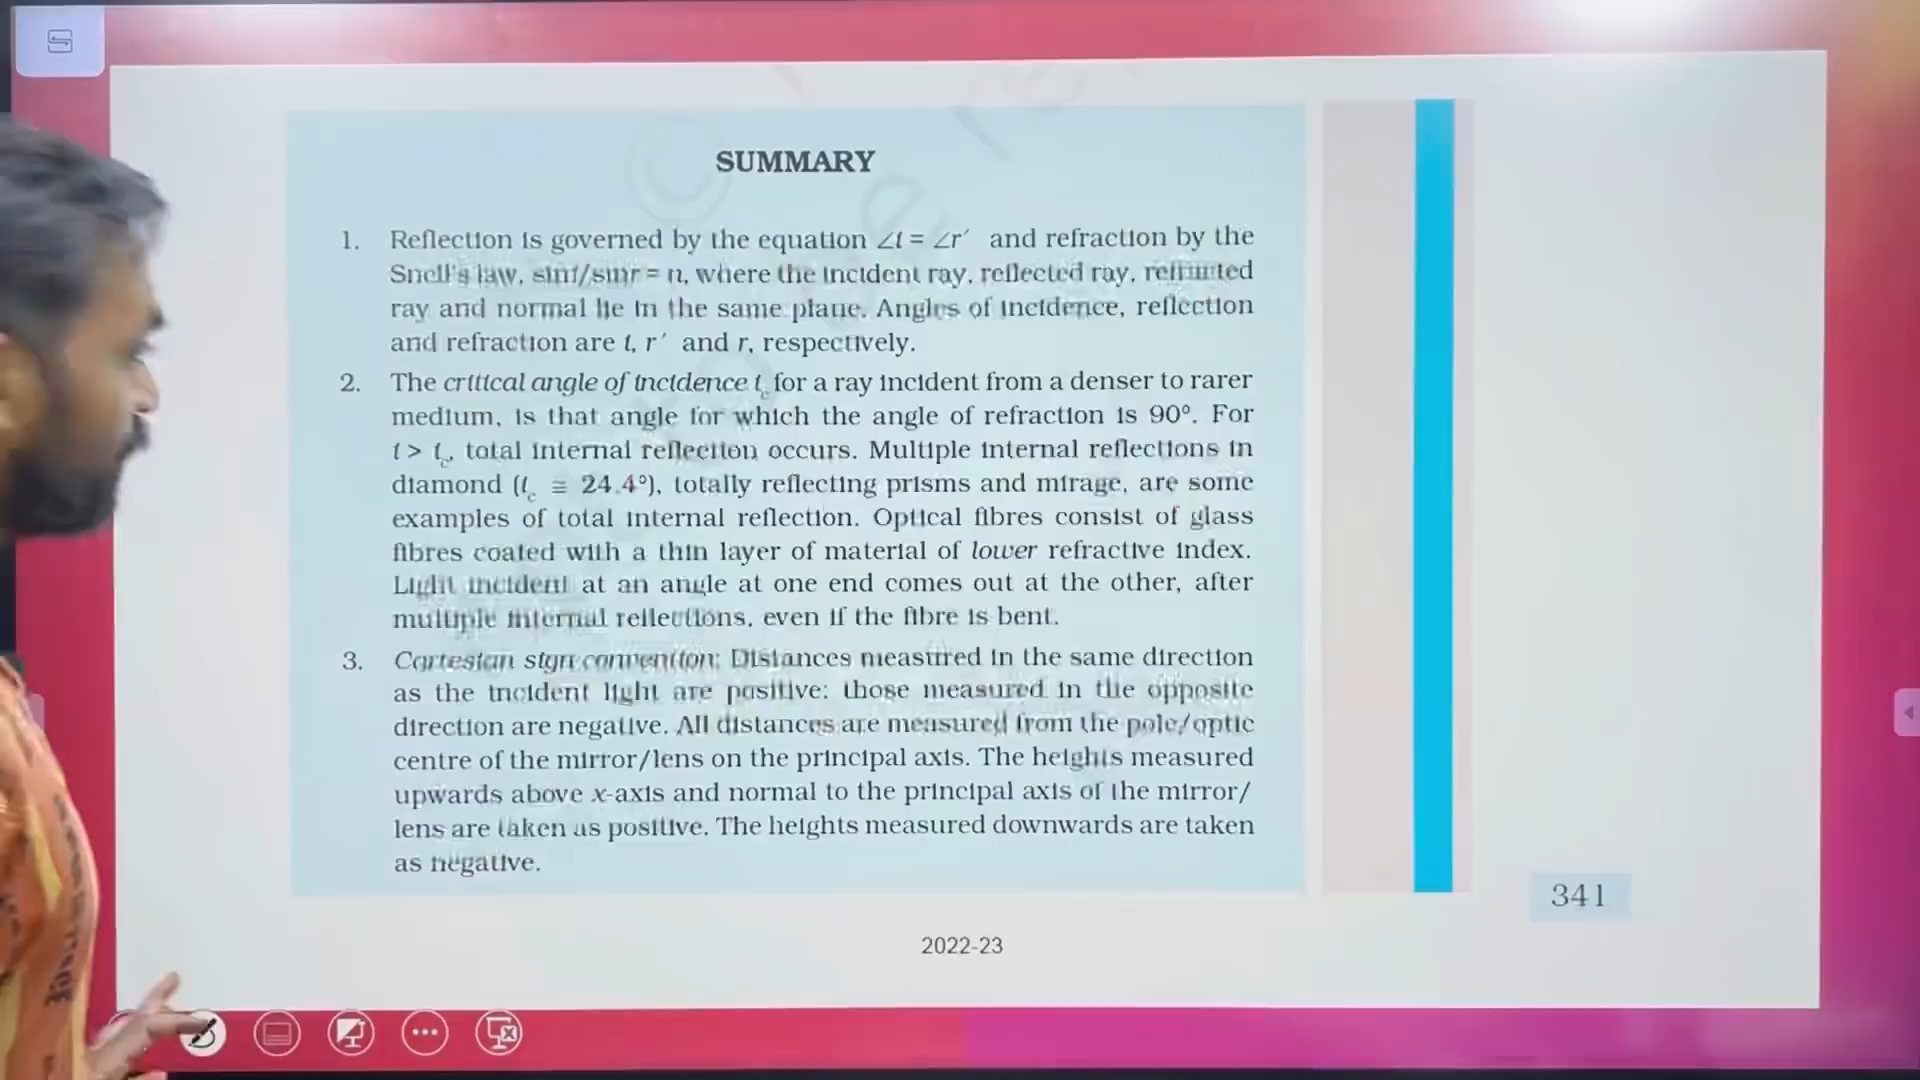 SUMMARY
1. Reflection is governed by the equation ∠i = ∠r′ and refraction by the
Snell's law, sini/sinr = n, where the incident ray, reflected ray, refracted
ray and normal lie in the same plane. Angles of incidence, reflection
and refraction are i, r′ and r, respectively.
2. The critical angle of incidence i_c for a ray incident from a denser to rarer
medium, is that angle for which the angle of refraction is 90°. For
i > i_c, total internal reflection occurs. Multiple internal reflections in
diamond (i_c ≅ 24.4°), totally reflecting prisms and mirage, are some
examples of total internal reflection. Optical fibres consist of glass
fibres coated with a thin layer of material of lower refractive index.
Light incident at an angle at one end comes out at the other, after
multiple internal reflections, even if the fibre is bent.
3. Cartesian sign convention: Distances measured in the same direction
as the incident light are positive; those measured in the opposite
direction are negative. All distances are measured from the pole/optic
centre of the mirror/lens on the principal axis. The heights measured
upwards above x-axis and normal to the principal axis of the mirror/
lens are taken as positive. The heights measured downwards are taken
as negative.
341
2022-23